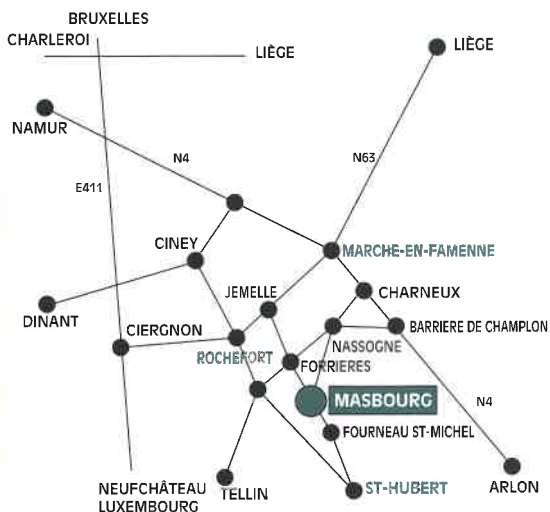 BRUXELLES
CHARLEROI
LIÈGE
LIÈGE
NAMUR
N4
N63
E411
CINEY
MARCHE-EN-FAMENNE
JEMELLE
CHARNEUX
DINANT
CIERGNON
BARRIERE DE CHAMPLON
NASSOGNE
ROCHEFORT
FORRIERES
MASBOURG
N4
FOURNEAU ST-MICHEL
NEUFCHÂTEAU
LUXEMBOURG
TELLIN
ST-HUBERT
ARLON